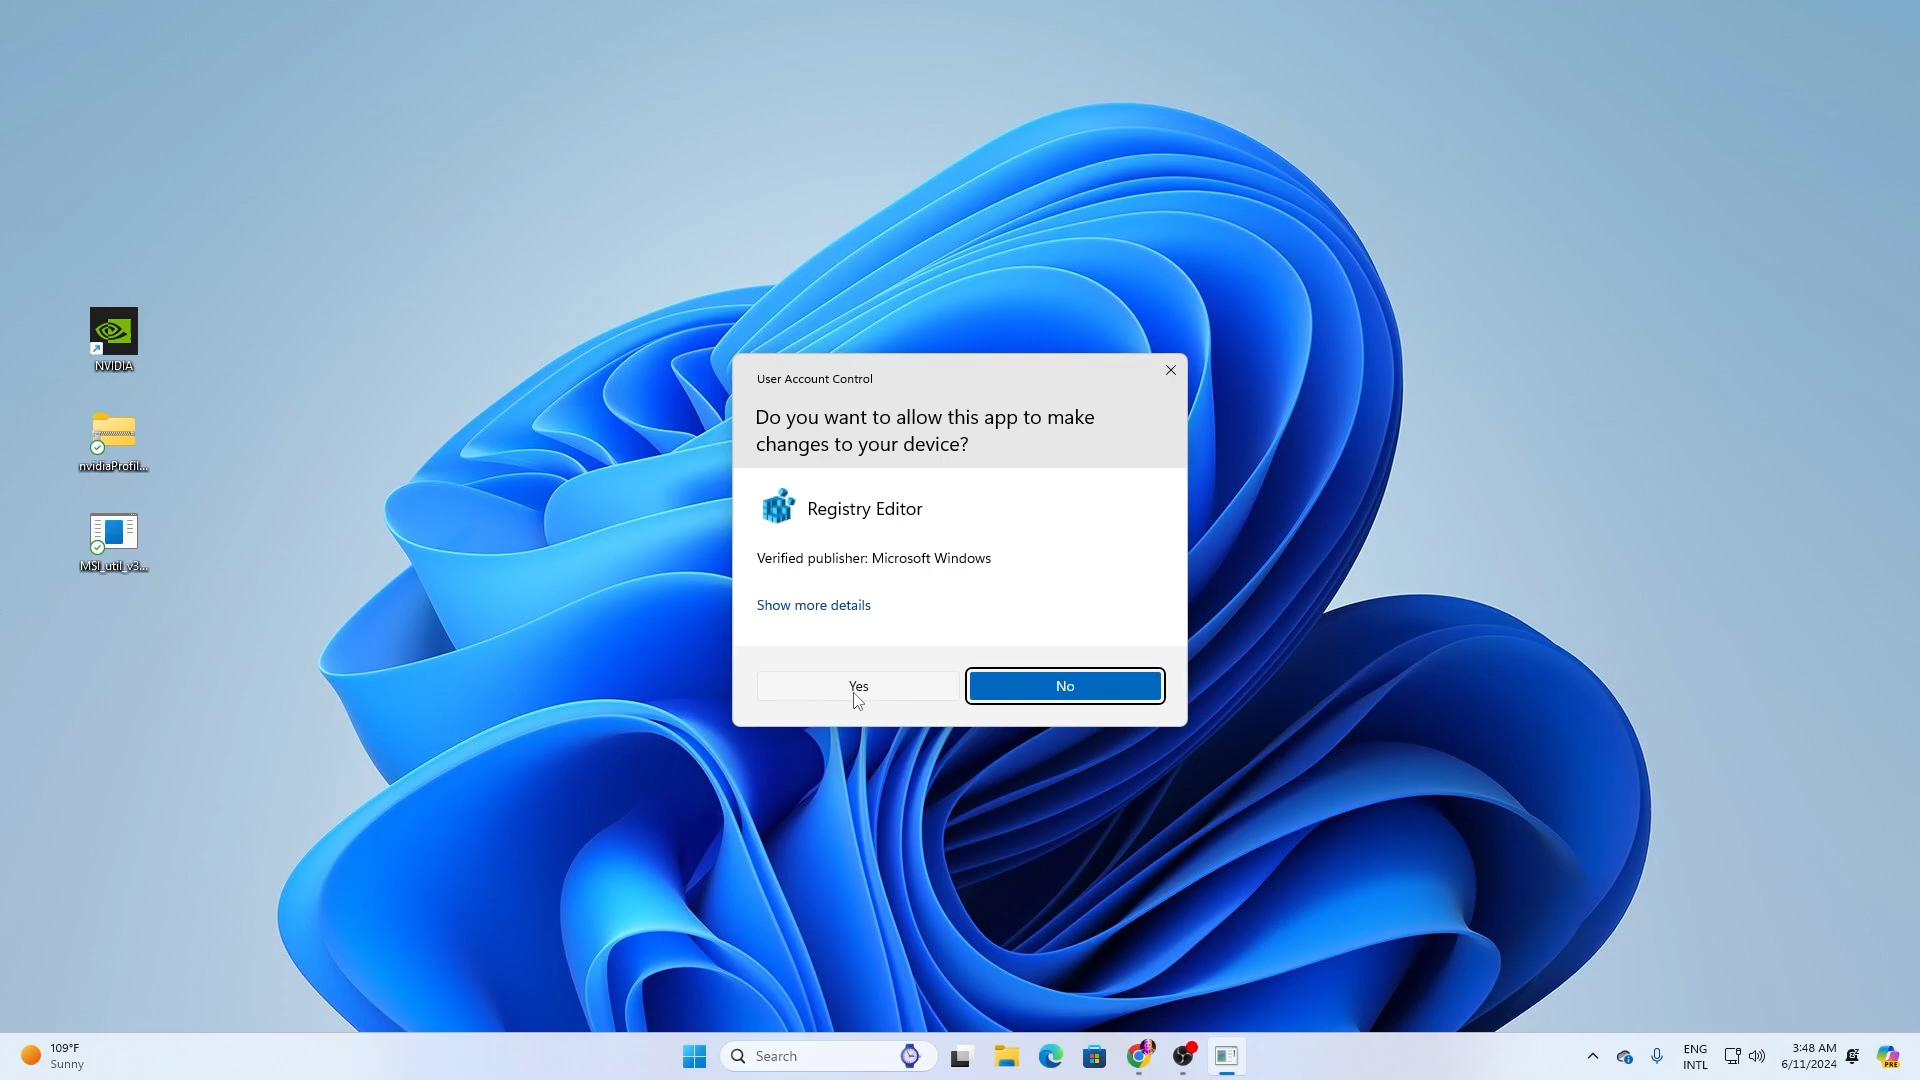 NVIDIA
nvidiaProfil...
MSI_util_v3...
User Account Control
Do you want to allow this app to make
changes to your device?
Registry Editor
Verified publisher: Microsoft Windows
Show more details
Yes
No
109°F
Sunny
Search
ENG
INTL
3:48 AM
6/11/2024
PRE